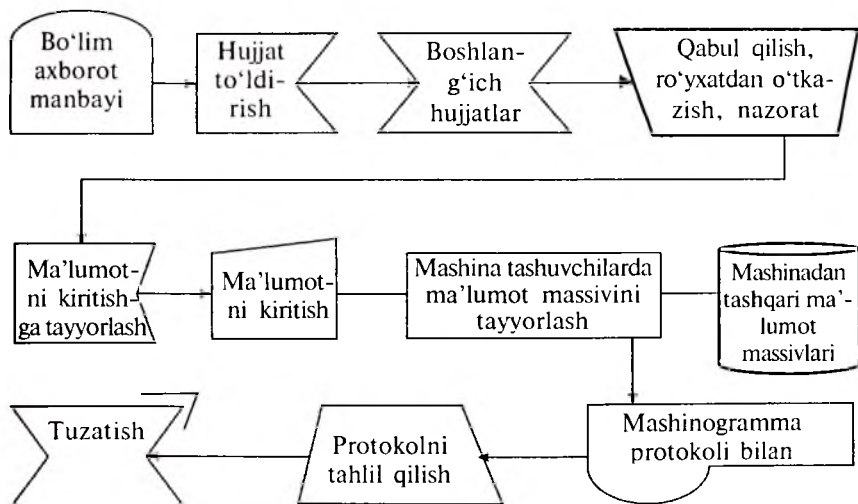 Bo‘lim
axborot
manbayi
Hujjat
to‘ldi-
rish
Boshlan-
g‘ich
hujjatlar
Qabul qilish,
ro‘yxatdan o‘tka-
zish, nazorat
Ma’lumot-
ni kiritish-
ga tayyorlash
Ma’lumot-
ni kiritish
Mashina tashuvchilarda
ma’lumot massivini
tayyorlash
Mashinadan
tashqari ma’-
lumot
massivlari
Tuzatish
Protokolni
tahlil qilish
Mashinogramma
protokoli bilan